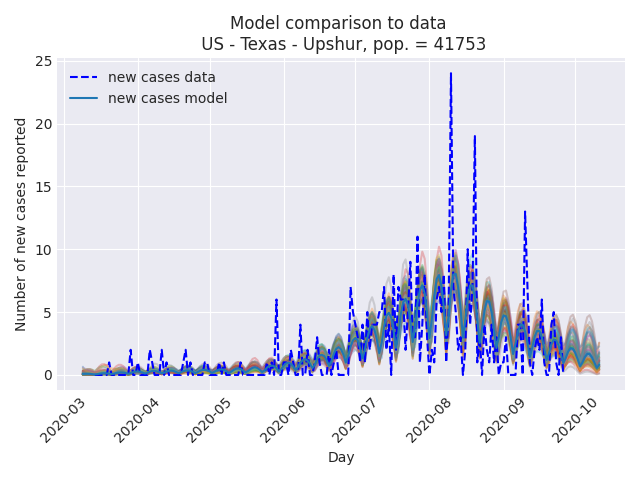 Model comparison to data
US - Texas - Upshur, pop. = 41753
new cases data
new cases model
Number of new cases reported
25
20
15
10
5
0
2020-03
2020-04
2020-05
2020-06
2020-07
2020-08
2020-09
2020-10
Day